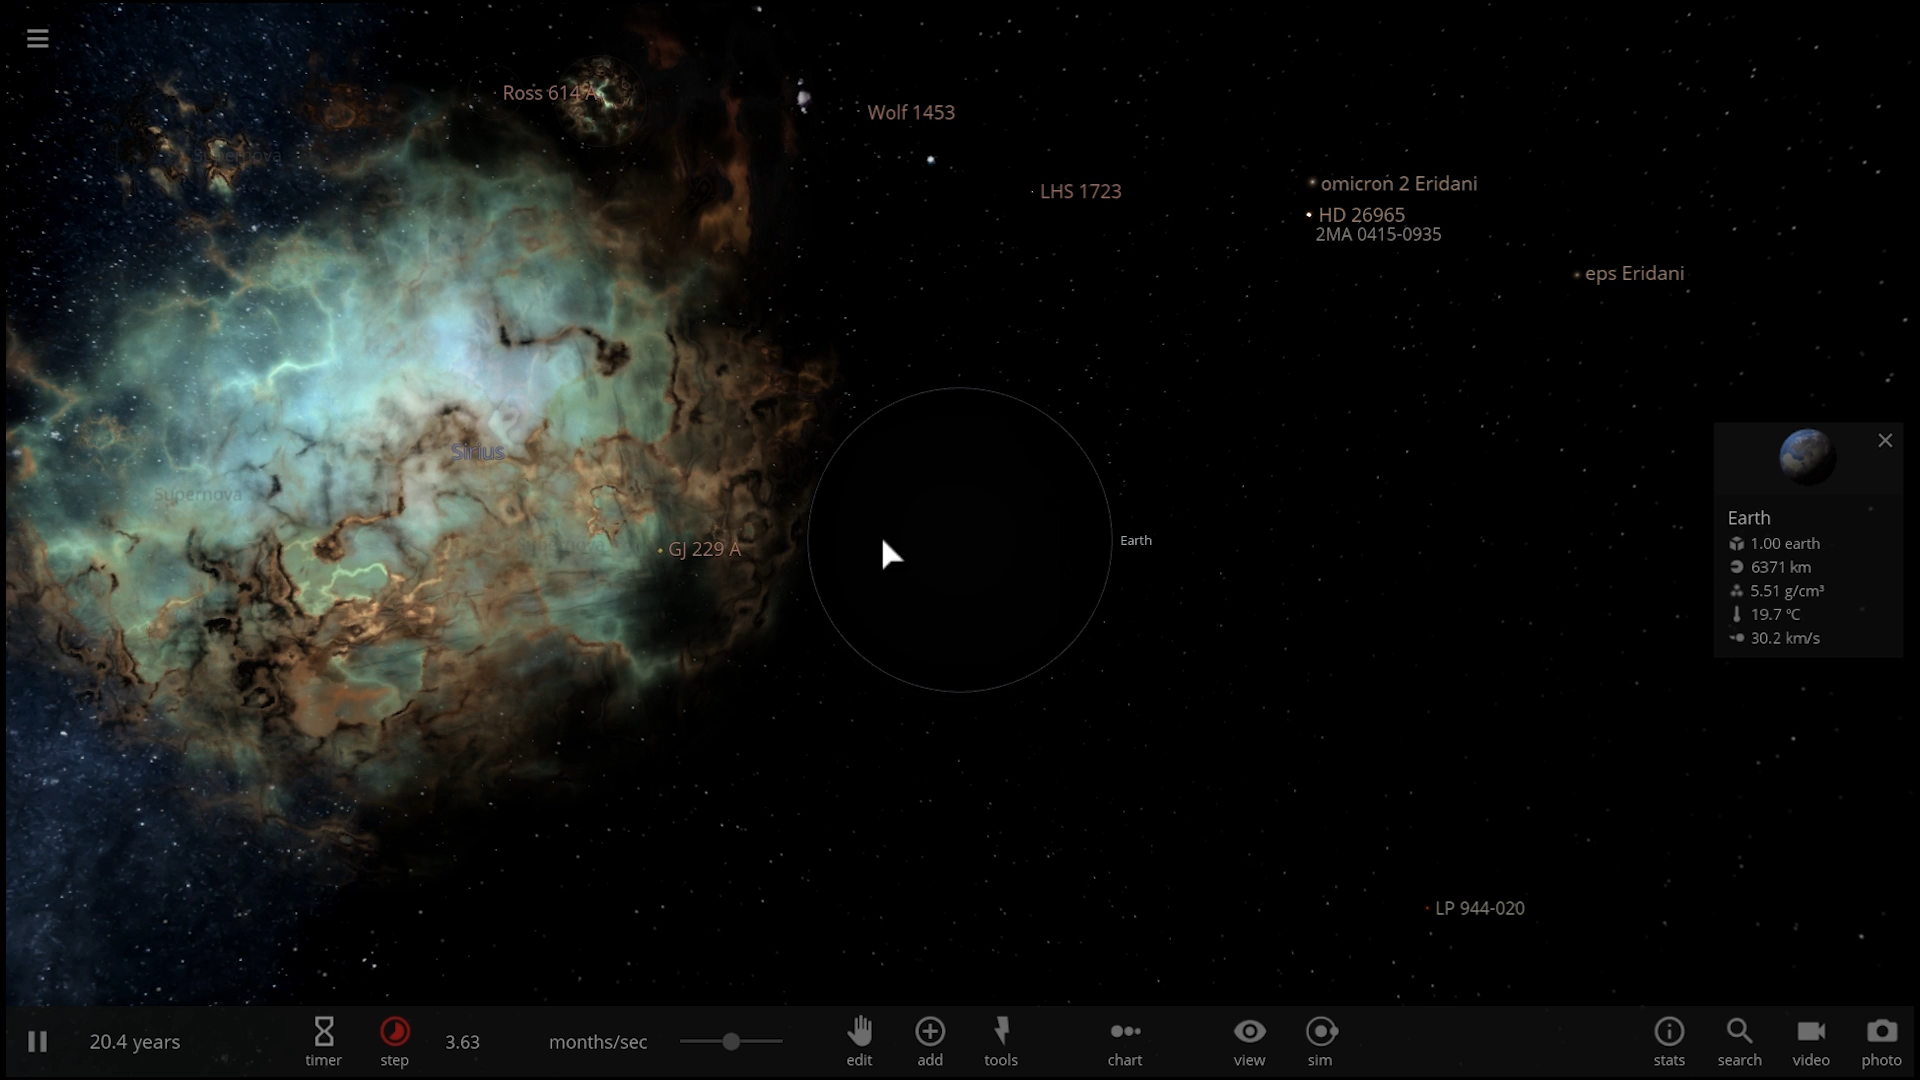 Ross 614 A
Wolf 1453
Supernova
omicron 2 Eridani
LHS 1723
HD 26965
2MA 0415-0935
eps Eridani
Sirius
Supernova
GJ 229 A
Earth
Earth
1.00 earth
6371 km
5.51 g/cm³
19.7 °C
30.2 km/s
LP 944-020
20.4 years
timer
step
3.63
months/sec
edit
add
tools
chart
view
sim
stats
search
video
photo